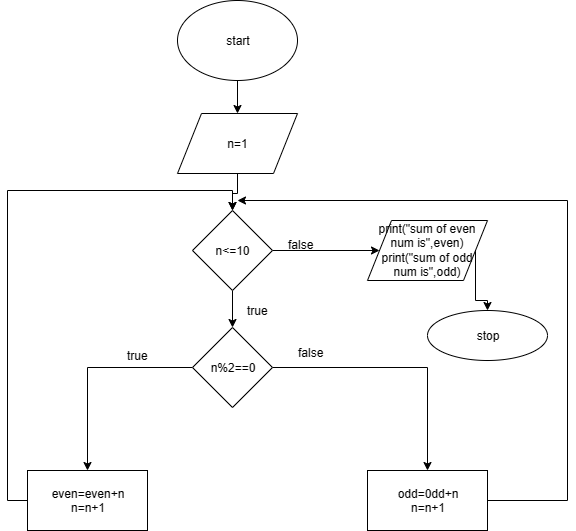 start
n=1
n<=10
false
print("sum of even
num is",even)
print("sum of odd
num is",odd)
true
stop
n%2==0
true
false
even=even+n
n=n+1
odd=0dd+n
n=n+1